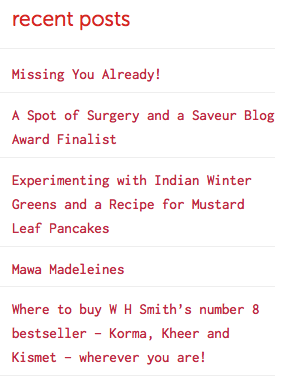 recent posts
Missing You Already!
A Spot of Surgery and a Saveur Blog
Award Finalist
Experimenting with Indian Winter
Greens and a Recipe for Mustard
Leaf Pancakes
Mawa Madeleines
Where to buy W H Smith’s number 8
bestseller – Korma, Kheer and
Kismet – wherever you are!